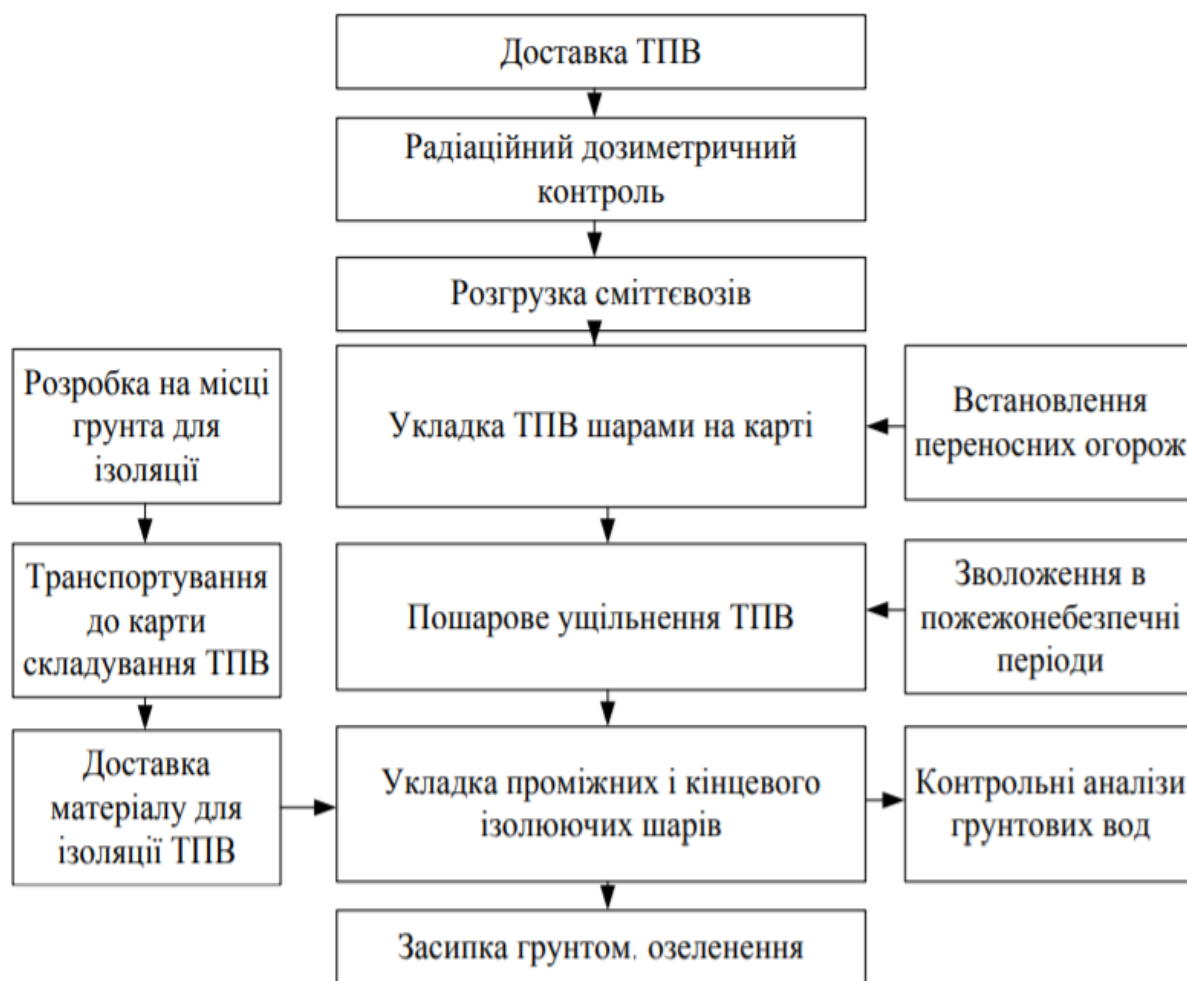 Доставка ТПВ
Радіаційний дозиметричний
контроль
Розгрузка сміттєвозів
Розробка на місці
грунта для
ізоляції
Укладка ТПВ шарами на карті
Встановлення
переносних огорож
Транспортування
до карти
складування ТПВ
Пошарове ущільнення ТПВ
Зволоження в
пожежонебезпечні
періоди
Доставка
матеріалу для
ізоляції ТПВ
Укладка проміжних і кінцевого
ізолюючих шарів
Контрольні аналізи
грунтових вод
Засипка грунтом, озеленення